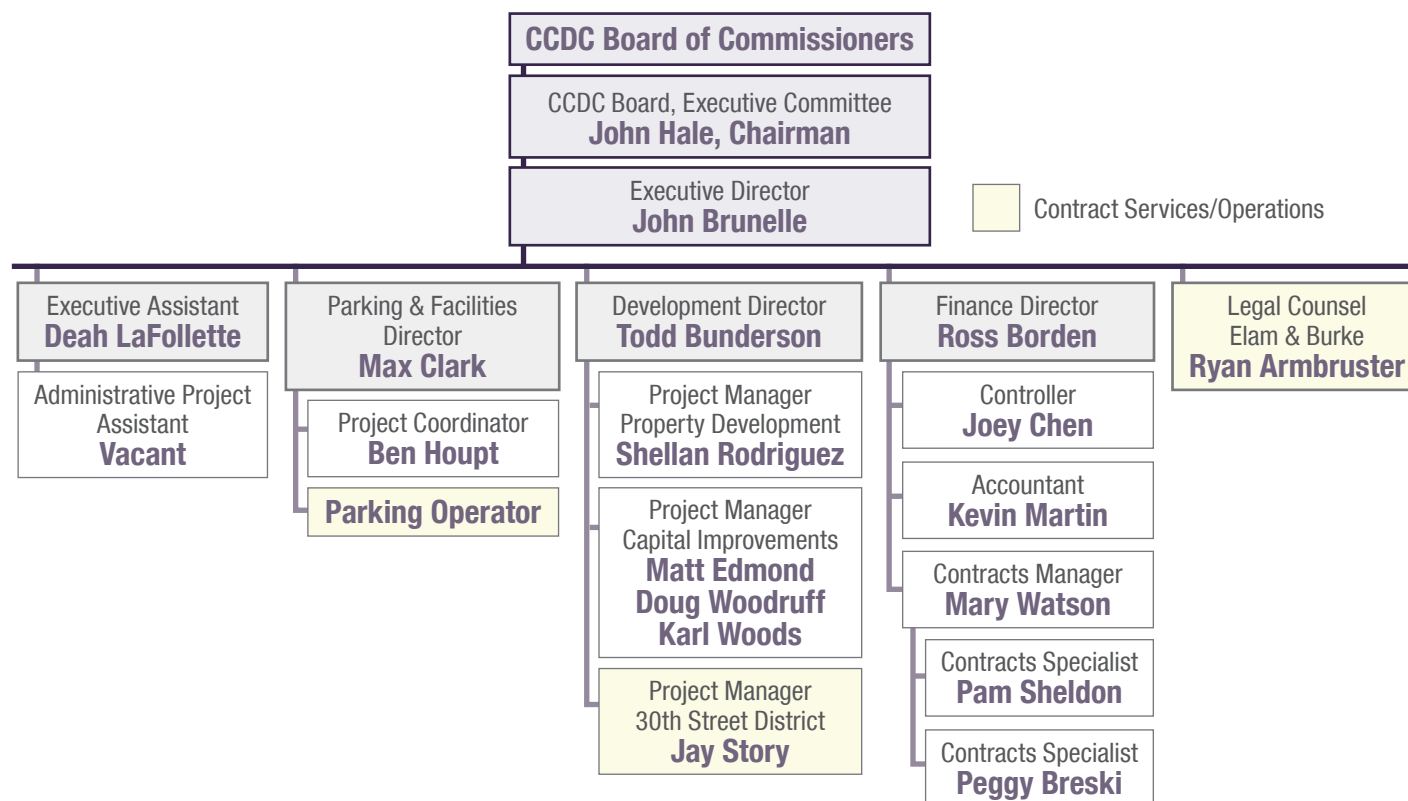 CCDC Board of Commissioners
CCDC Board, Executive Committee
John Hale, Chairman
Executive Director
John Brunelle
Contract Services/Operations
Executive Assistant
Deah LaFollette
Administrative Project
Assistant
Vacant
Parking & Facilities
Director
Max Clark
Project Coordinator
Ben Houpt
Parking Operator
Development Director
Todd Bunderson
Project Manager
Property Development
Shellan Rodriguez
Project Manager
Capital Improvements
Matt Edmond
Doug Woodruff
Karl Woods
Project Manager
30th Street District
Jay Story
Finance Director
Ross Borden
Controller
Joey Chen
Accountant
Kevin Martin
Contracts Manager
Mary Watson
Contracts Specialist
Pam Sheldon
Contracts Specialist
Peggy Breski
Legal Counsel
Elam & Burke
Ryan Armbruster